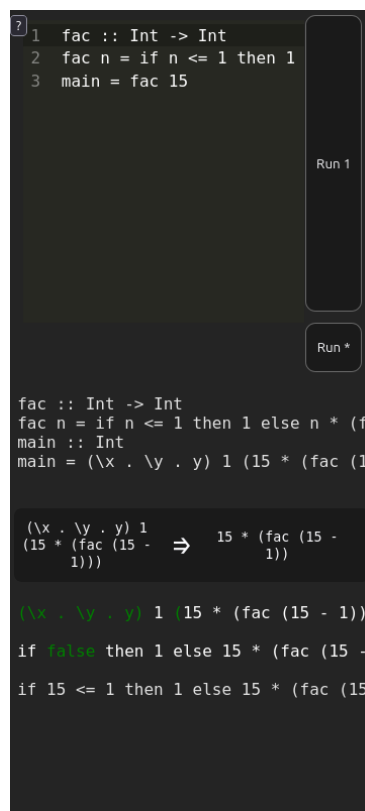 ?
1 fac :: Int -> Int
2 fac n = if n <= 1 then 1
3 main = fac 15
Run 1
Run *
fac :: Int -> Int
fac n = if n <= 1 then 1 else n * (f
main :: Int
main = (\x . \y . y) 1 (15 * (fac (1
(\x . \y . y) 1
(15 * (fac (15 -
1)))
⇒
15 * (fac (15 -
1))
(\x . \y . y) 1 (15 * (fac (15 - 1))
if false then 1 else 15 * (fac (15 -
if 15 <= 1 then 1 else 15 * (fac (15